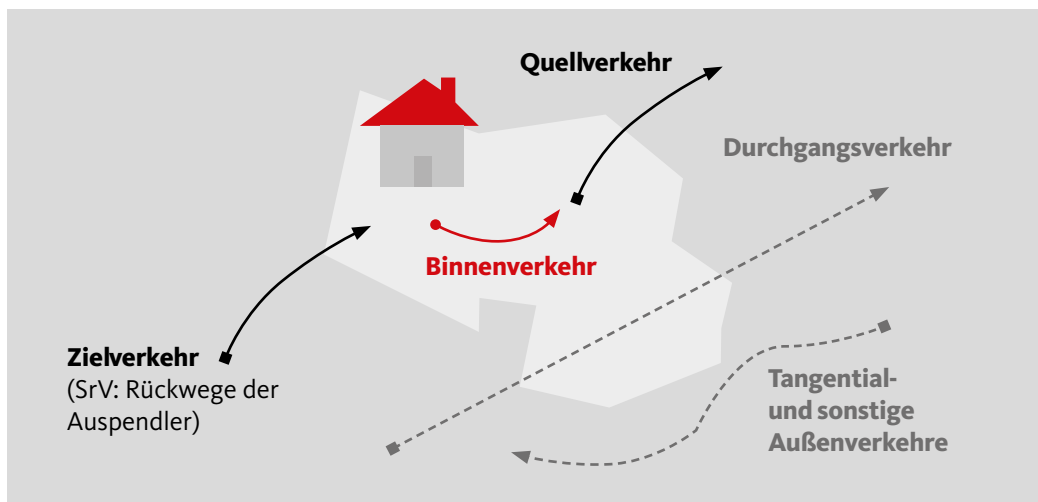 Quellverkehr
Durchgangsverkehr
Binnenverkehr
Zielverkehr
(SrV: Rückwege der
Auspendler)
Tangential-
und sonstige
Außenverkehre